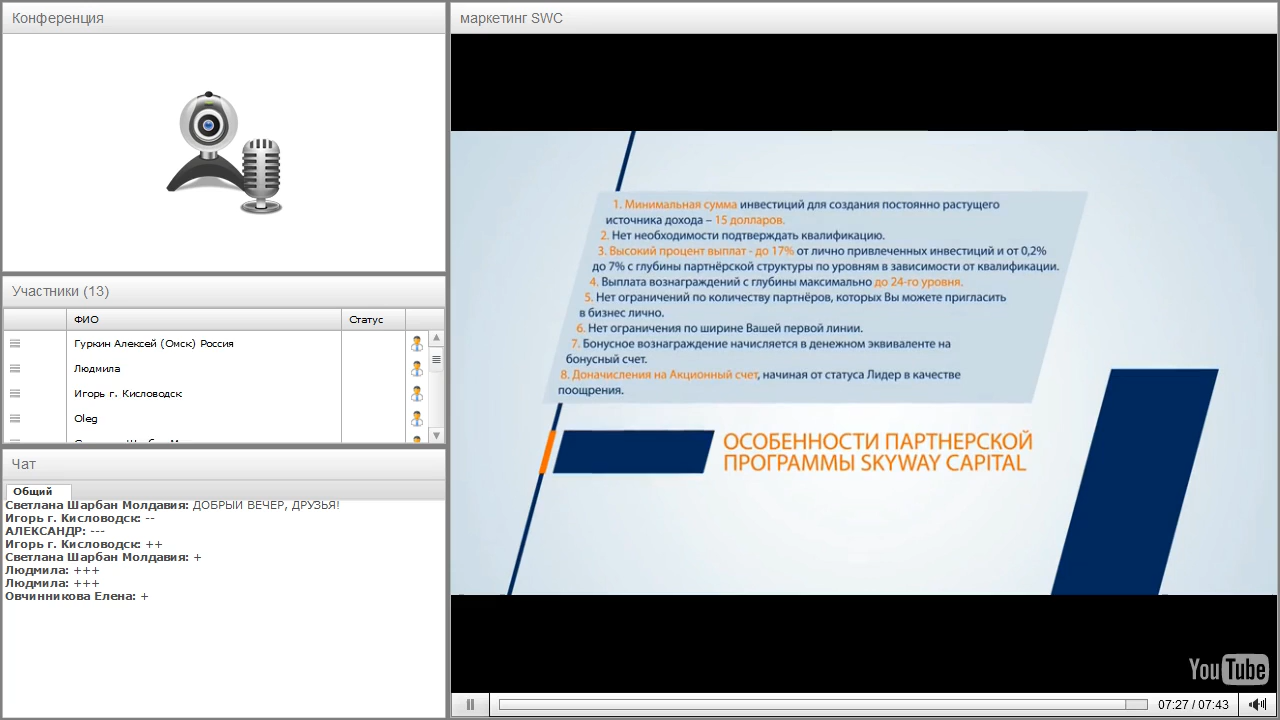 Конференция
маркетинг SWC
Участники (13)
ФИО
Статус
Гуркин Алексей (Омск) Россия
Людмила
Игорь г. Кисловодск
Oleg
Чат
Общий
Светлана Шарбан Молдавия: ДОБРЫЙ ВЕЧЕР, ДРУЗЬЯ!
Игорь г. Кисловодск: --
АЛЕКСАНДР: ---
Игорь г. Кисловодск: ++
Светлана Шарбан Молдавия: +
Людмила: +++
Людмила: +++
Овчинникова Елена: +
1. Минимальная сумма инвестиций для создания постоянно растущего
источника дохода – 15 долларов.
2. Нет необходимости подтверждать квалификацию.
3. Высокий процент выплат - до 17% от лично привлеченных инвестиций и от 0,2%
до 7% с глубины партнёрской структуры по уровням в зависимости от квалификации.
4. Выплата вознаграждений с глубины максимально до 24-го уровня.
5. Нет ограничений по количеству партнёров, которых Вы можете пригласить
в бизнес лично.
6. Нет ограничения по ширине Вашей первой линии.
7. Бонусное вознаграждение начисляется в денежном эквиваленте на
бонусный счет.
8. Доначисления на Акционный счет, начиная от статуса Лидер в качестве
поощрения.
ОСОБЕННОСТИ ПАРТНЕРСКОЙ
ПРОГРАММЫ SKYWAY CAPITAL
YouTube
07:27 / 07:43